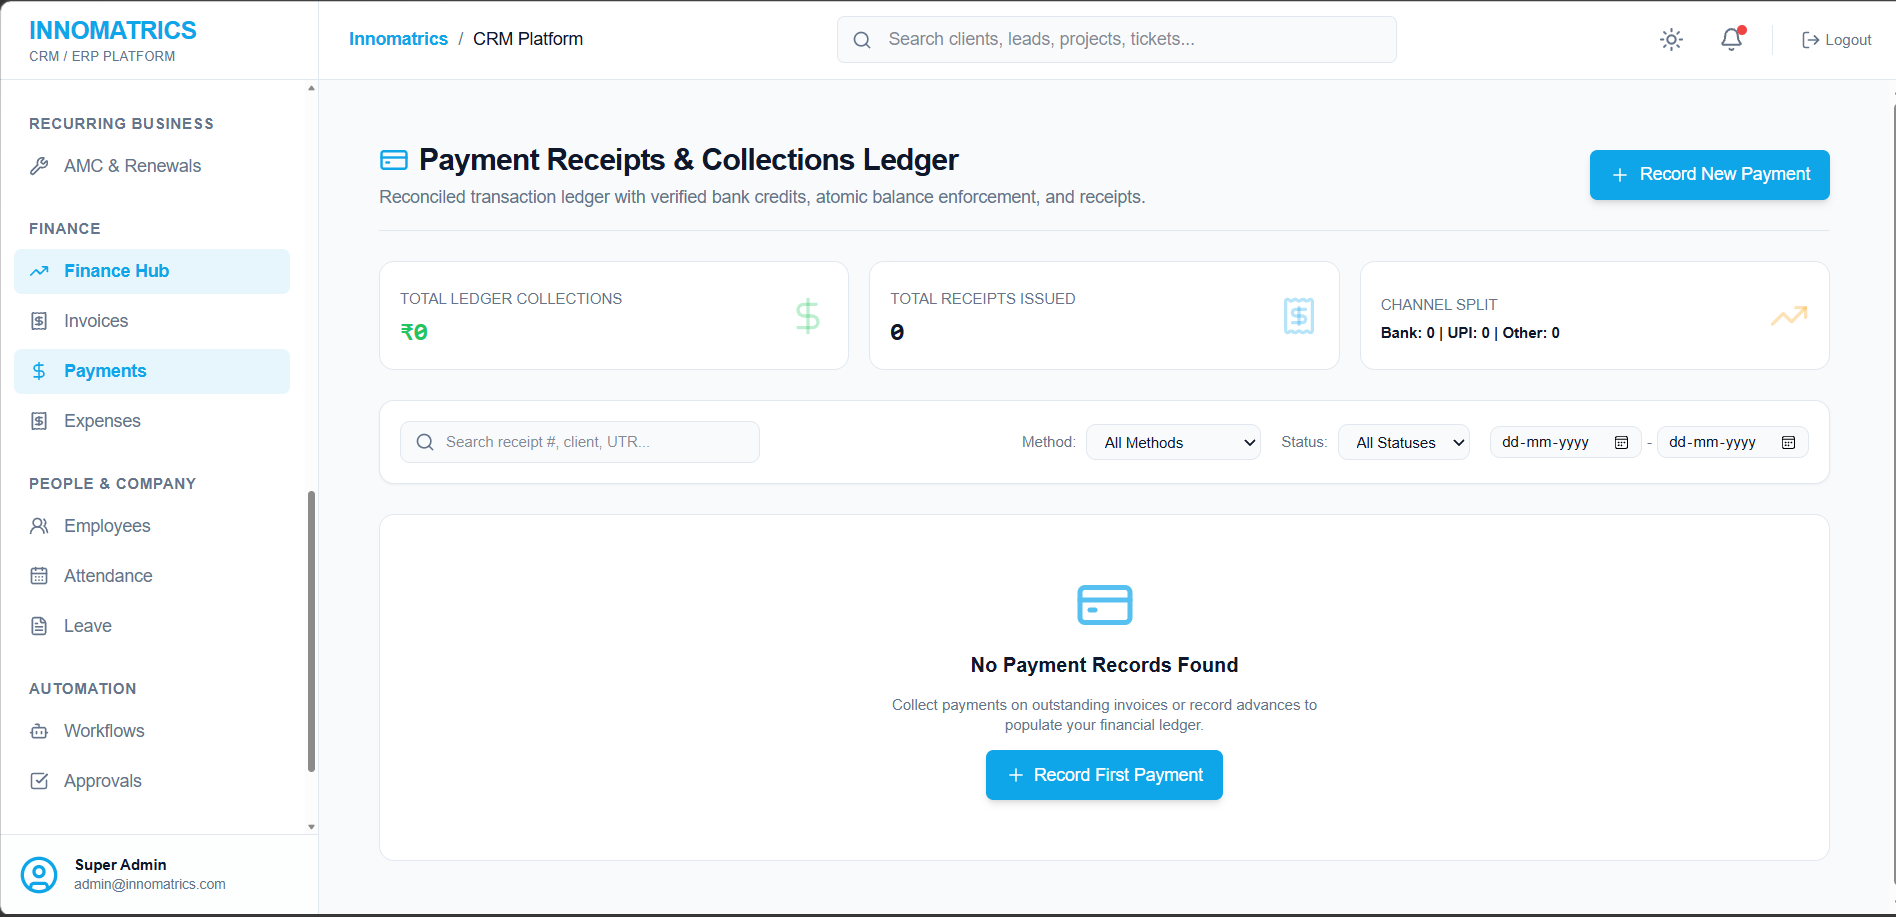 INNOMATRICS
CRM / ERP PLATFORM
Innomatrics / CRM Platform
Search clients, leads, projects, tickets...
Logout
RECURRING BUSINESS
AMC & Renewals
FINANCE
Finance Hub
Invoices
Payments
Expenses
PEOPLE & COMPANY
Employees
Attendance
Leave
AUTOMATION
Workflows
Approvals
Super Admin
admin@innomatrics.com
Payment Receipts & Collections Ledger
Reconciled transaction ledger with verified bank credits, atomic balance enforcement, and receipts.
+ Record New Payment
TOTAL LEDGER COLLECTIONS
₹0
$
TOTAL RECEIPTS ISSUED
0
CHANNEL SPLIT
Bank: 0 | UPI: 0 | Other: 0
Search receipt #, client, UTR...
Method: All Methods
Status: All Statuses
dd-mm-yyyy - dd-mm-yyyy
No Payment Records Found
Collect payments on outstanding invoices or record advances to
populate your financial ledger.
+ Record First Payment